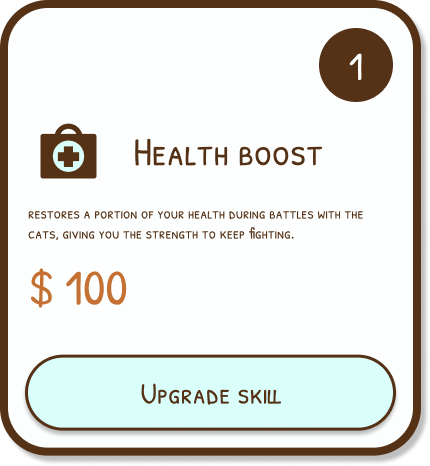 1
Health boost
restores a portion of your health during battles with the
cats, giving you the strength to keep fighting.
$ 100
Upgrade skill